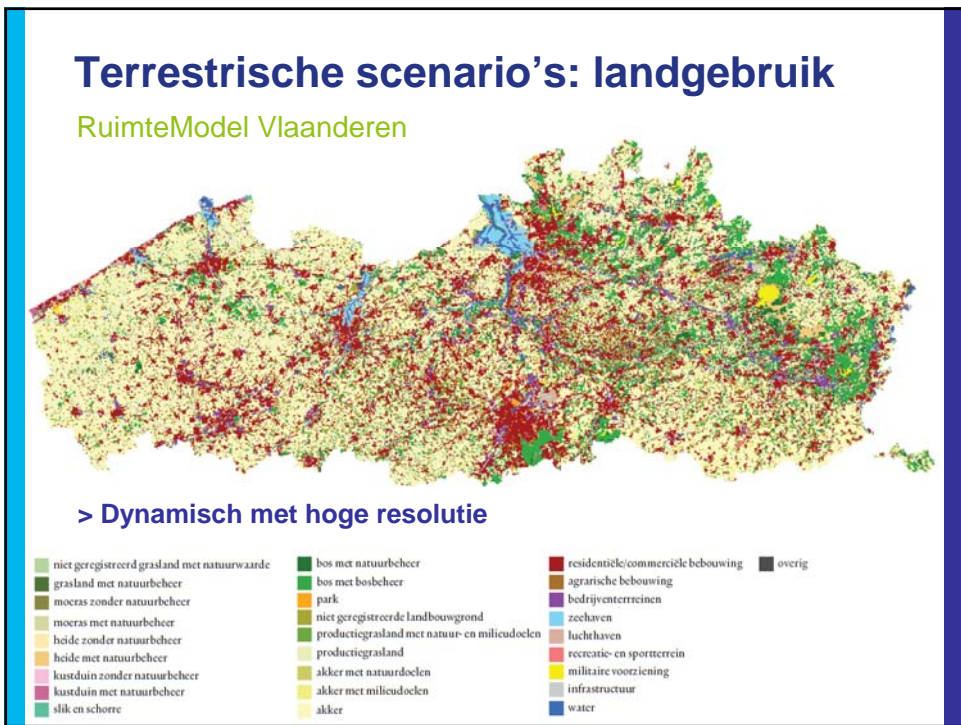 Terrestrische scenario's: landgebruik
RuimteModel Vlaanderen
> Dynamisch met hoge resolutie
niet geregistreerd grasland met natuurwaarde
grasland met natuurbeheer
moeras zonder natuurbeheer
moeras met natuurbeheer
heide zonder natuurbeheer
heide met natuurbeheer
kustduin zonder natuurbeheer
kustduin met natuurbeheer
slik en schorre
bos met natuurbeheer
bos met bosbeheer
park
niet geregistreerde landbouwgrond
productiegrasland met natuur- en milieudoelen
productiegrasland
akker met natuurdoelen
akker met milieudoelen
akker
residentiële/commerciële bebouwing
agrarische bebouwing
bedrijventerrreinen
zeehaven
luchthaven
recreatie- en sportterrein
militaire voorziening
infrastructuur
water
overig